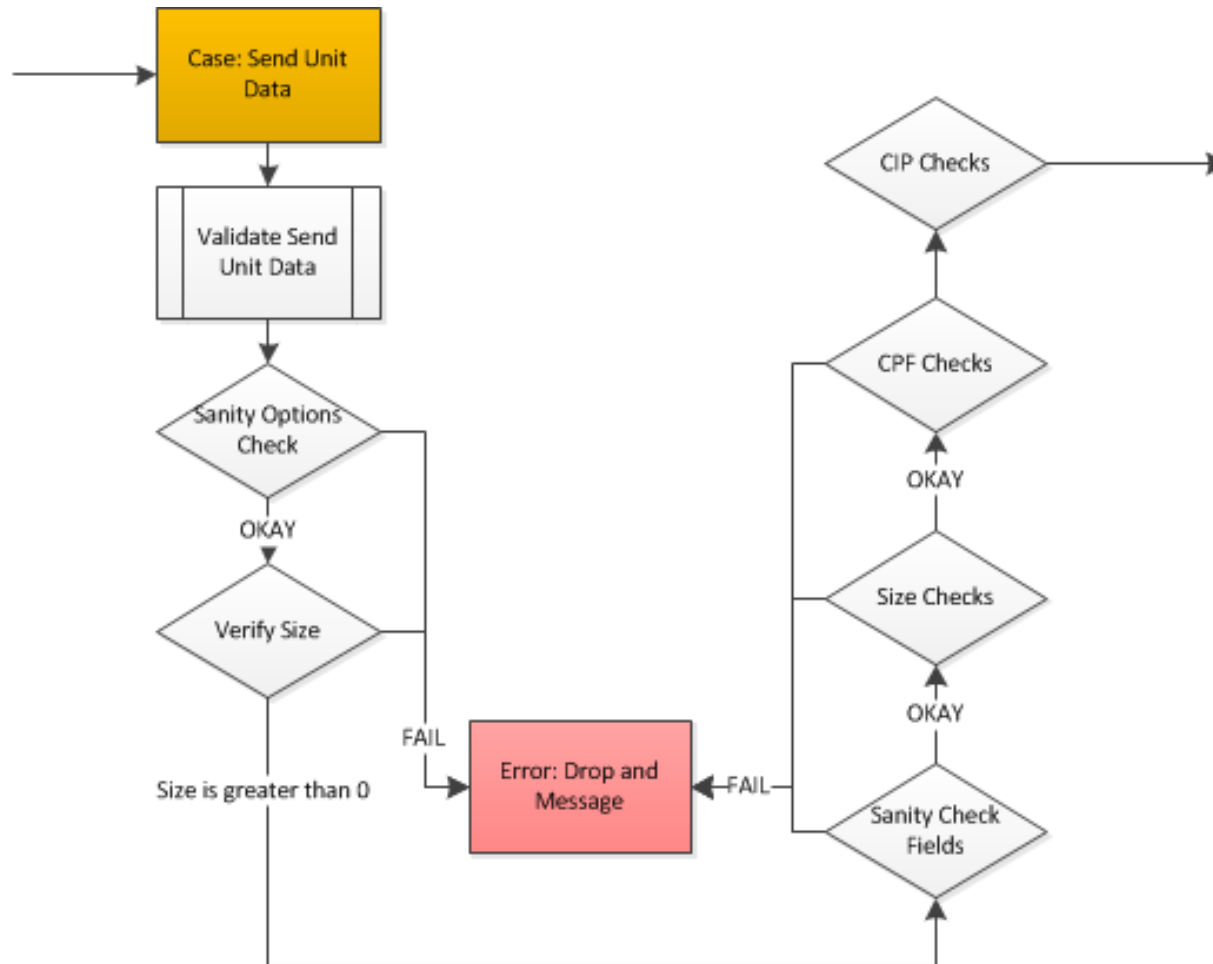 Case: Send Unit
Data
Validate Send
Unit Data
Sanity Options
Check
OKAY
Verify Size
Size is greater than 0
FAIL
Error: Drop and
Message
FAIL
Sanity Check
Fields
OKAY
Size Checks
OKAY
CPF Checks
CIP Checks